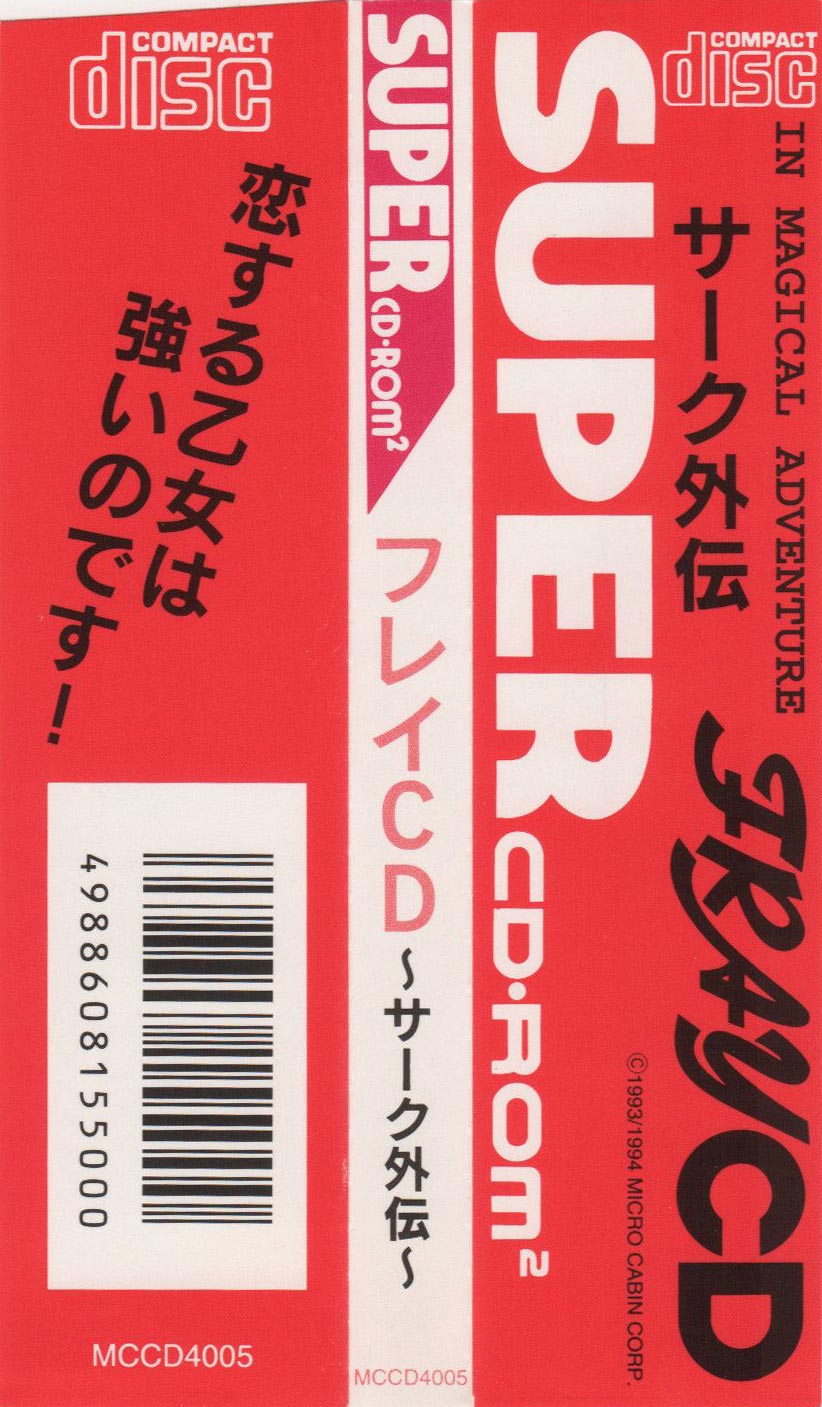 COMPACT
disc
恋する乙女は
強いのです!
4988608155000
MCCD4005
SUPER
CD・ROM²
フレイCD
～サーク外伝～
MCCD4005
SUPER
CD・ROM²
COMPACT
disc
IN MAGICAL ADVENTURE
サーク外伝
FRAY CD
©1993/1994 MICRO CABIN CORP.